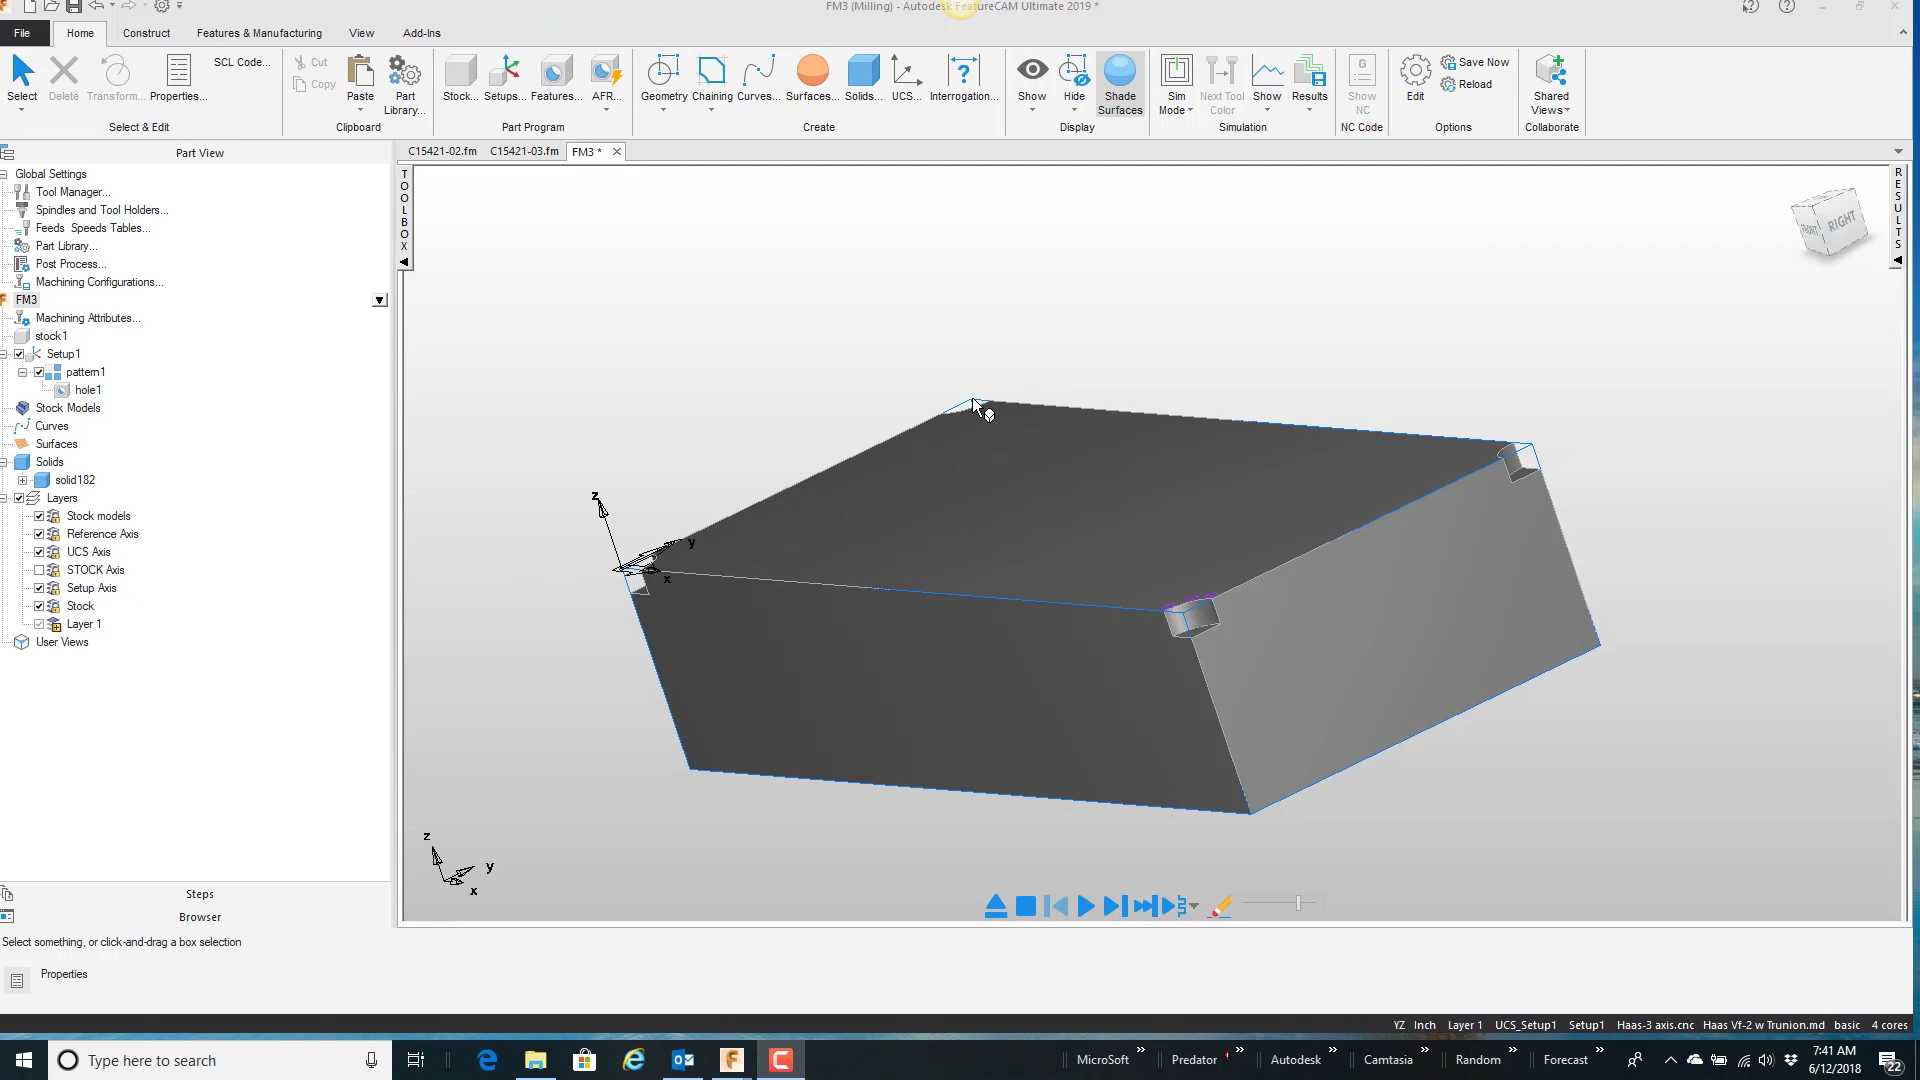 FM3 (Milling) - Autodesk FeatureCAM Ultimate 2019 *
File
Home
Construct
Features & Manufacturing
View
Add-Ins
Select
Delete
Transform...
Properties...
SCL Code...
Cut
Copy
Paste
Part
Library...
Stock...
Setups...
Features...
AFR...
Geometry
Chaining
Curves...
Surfaces...
Solids...
UCS...
Interrogation...
Show
Hide
Shade
Surfaces
Sim
Mode
Next Tool
Color
Show
Results
Show
NC
Edit
Save Now
Reload
Shared
Views
Select & Edit
Clipboard
Part Program
Create
Display
Simulation
NC Code
Options
Collaborate
Part View
C15421-02.fm
C15421-03.fm
FM3 *
Global Settings
Tool Manager...
Spindles and Tool Holders...
Feeds Speeds Tables...
Part Library...
Post Process...
Machining Configurations...
FM3
Machining Attributes...
stock1
Setup1
pattern1
hole1
Stock Models
Curves
Surfaces
Solids
solid182
Layers
Stock models
Reference Axis
UCS Axis
STOCK Axis
Setup Axis
Stock
Layer 1
User Views
TOOLBOX
RESULTS
FRONT
RIGHT
z
y
x
z
y
x
Steps
Browser
Select something, or click-and-drag a box selection
Properties
YZ Inch Layer 1 UCS_Setup1 Setup1 Haas-3 axis.cnc Haas Vf-2 w Trunion.md basic 4 cores
Type here to search
MicroSoft
Predator
Autodesk
Camtasia
Random
Forecast
7:41 AM
6/12/2018
22